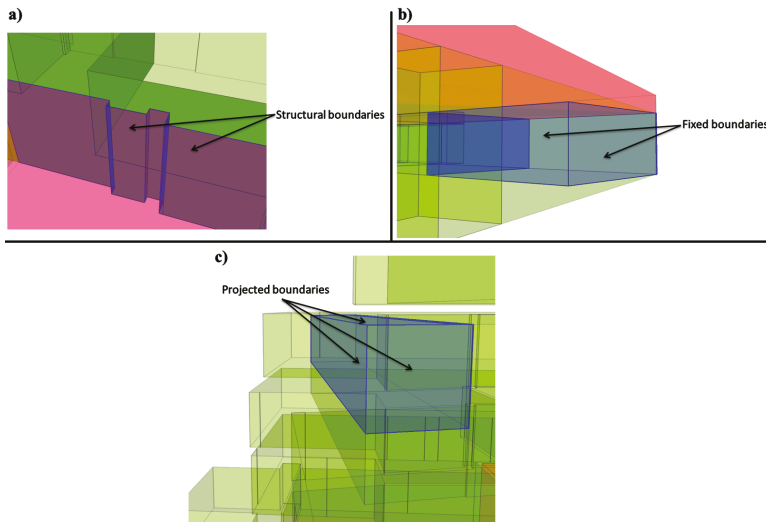 a)
Structural boundaries
b)
Fixed boundaries
c)
Projected boundaries